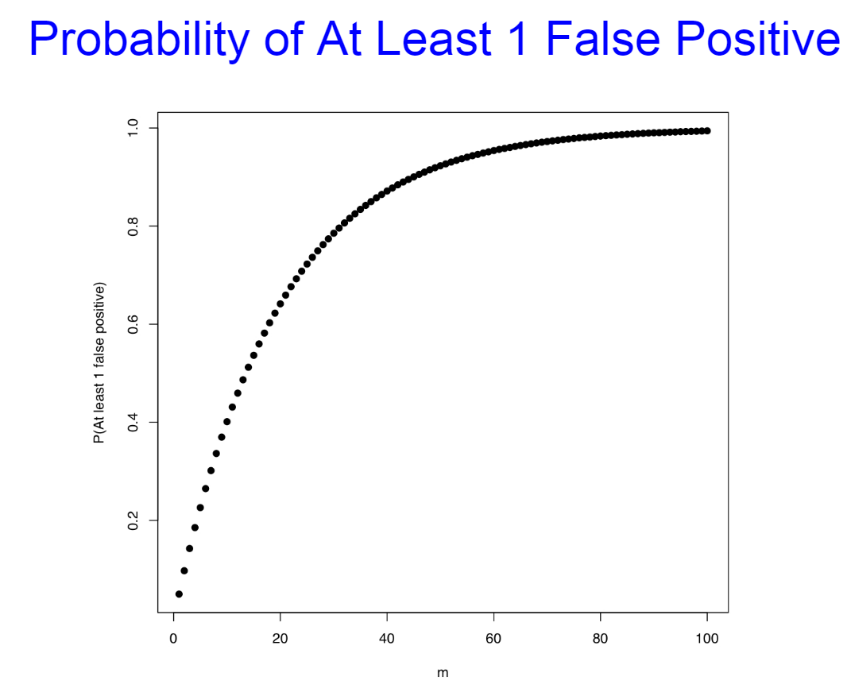 Probability of At Least 1 False Positive
P(At least 1 false positive)
1.0
0.8
0.6
0.4
0.2
0 20 40 60 80 100
m